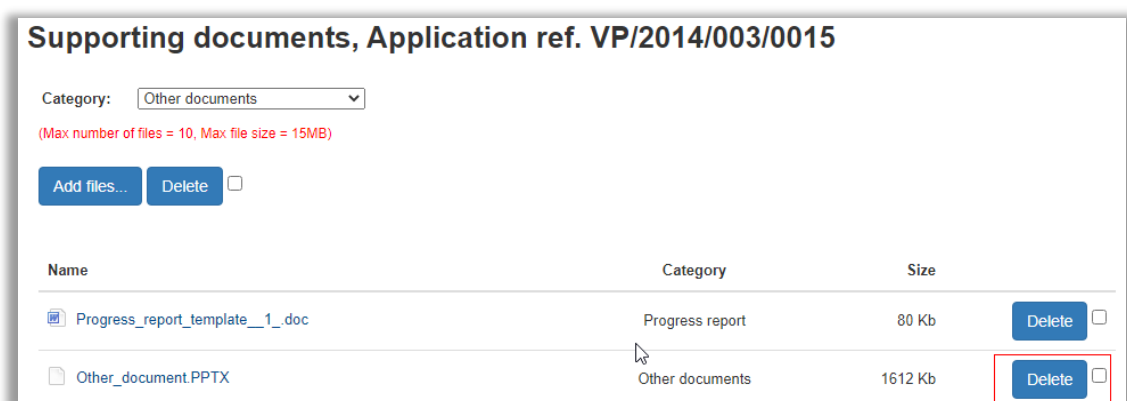 Supporting documents, Application ref. VP/2014/003/0015
Category: Other documents
(Max number of files = 10, Max file size = 15MB)
Add files... Delete
Name Category Size
Progress_report_template__1_.doc Progress report 80 Kb Delete
Other_document.PPTX Other documents 1612 Kb Delete